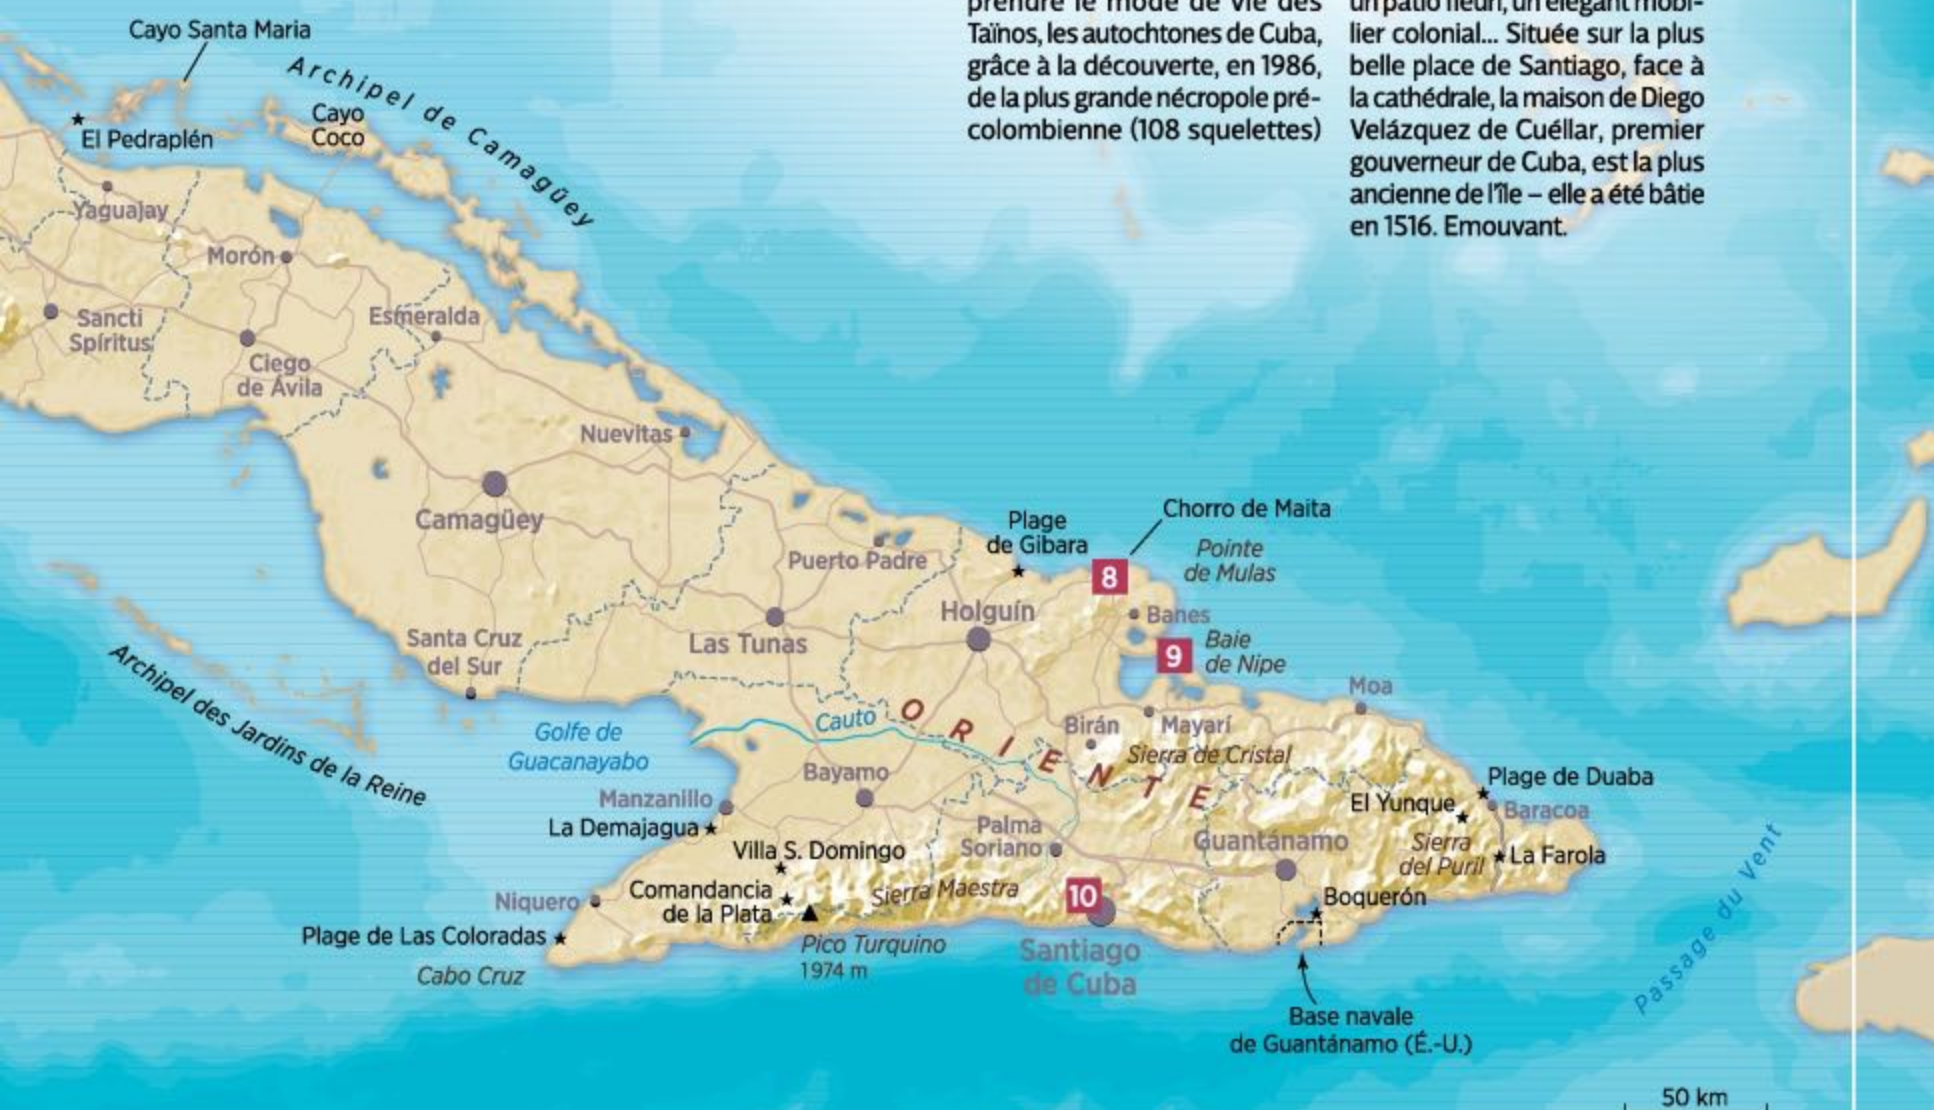 prendre le mode de vie des
Taïnos, les autochtones de Cuba,
grâce à la découverte, en 1986,
de la plus grande nécropole pré-
colombienne (108 squelettes)
un patio fleuri, un élégant mobi-
lier colonial... Située sur la plus
belle place de Santiago, face à
la cathédrale, la maison de Diego
Velázquez de Cuéllar, premier
gouverneur de Cuba, est la plus
ancienne de l'île – elle a été bâtie
en 1516. Emouvant.
Cayo Santa Maria
Archipel de Camagüey
Cayo
Coco
El Pedraplén
Yaguajay
Morón
Sancti
Spíritus
Esmeralda
Ciego
de Ávila
Nuevitas
Camagüey
Chorro de Maita
Plage
de Gibara
8
Pointe
de Mulas
Puerto Padre
Holguín
Banes
Las Tunas
Santa Cruz
del Sur
9
Baie
de Nipe
Archipel des Jardins de la Reine
Moa
Golfe de
Guacanayabo
Cauto
ORIENTE
Birán
Mayarí
Sierra de Cristal
Bayamo
Manzanillo
La Demajagua
Plage de Duaba
El Yunque
Baracoa
Palma
Soriano
Guantánamo
Sierra
del Puril
La Farola
Villa S. Domingo
Comandancia
de la Plata
Sierra Maestra
10
Niquero
Boquerón
Plage de Las Coloradas
Cabo Cruz
Pico Turquino
1974 m
Santiago
de Cuba
Passage du Vent
Base navale
de Guantánamo (É.-U.)
50 km